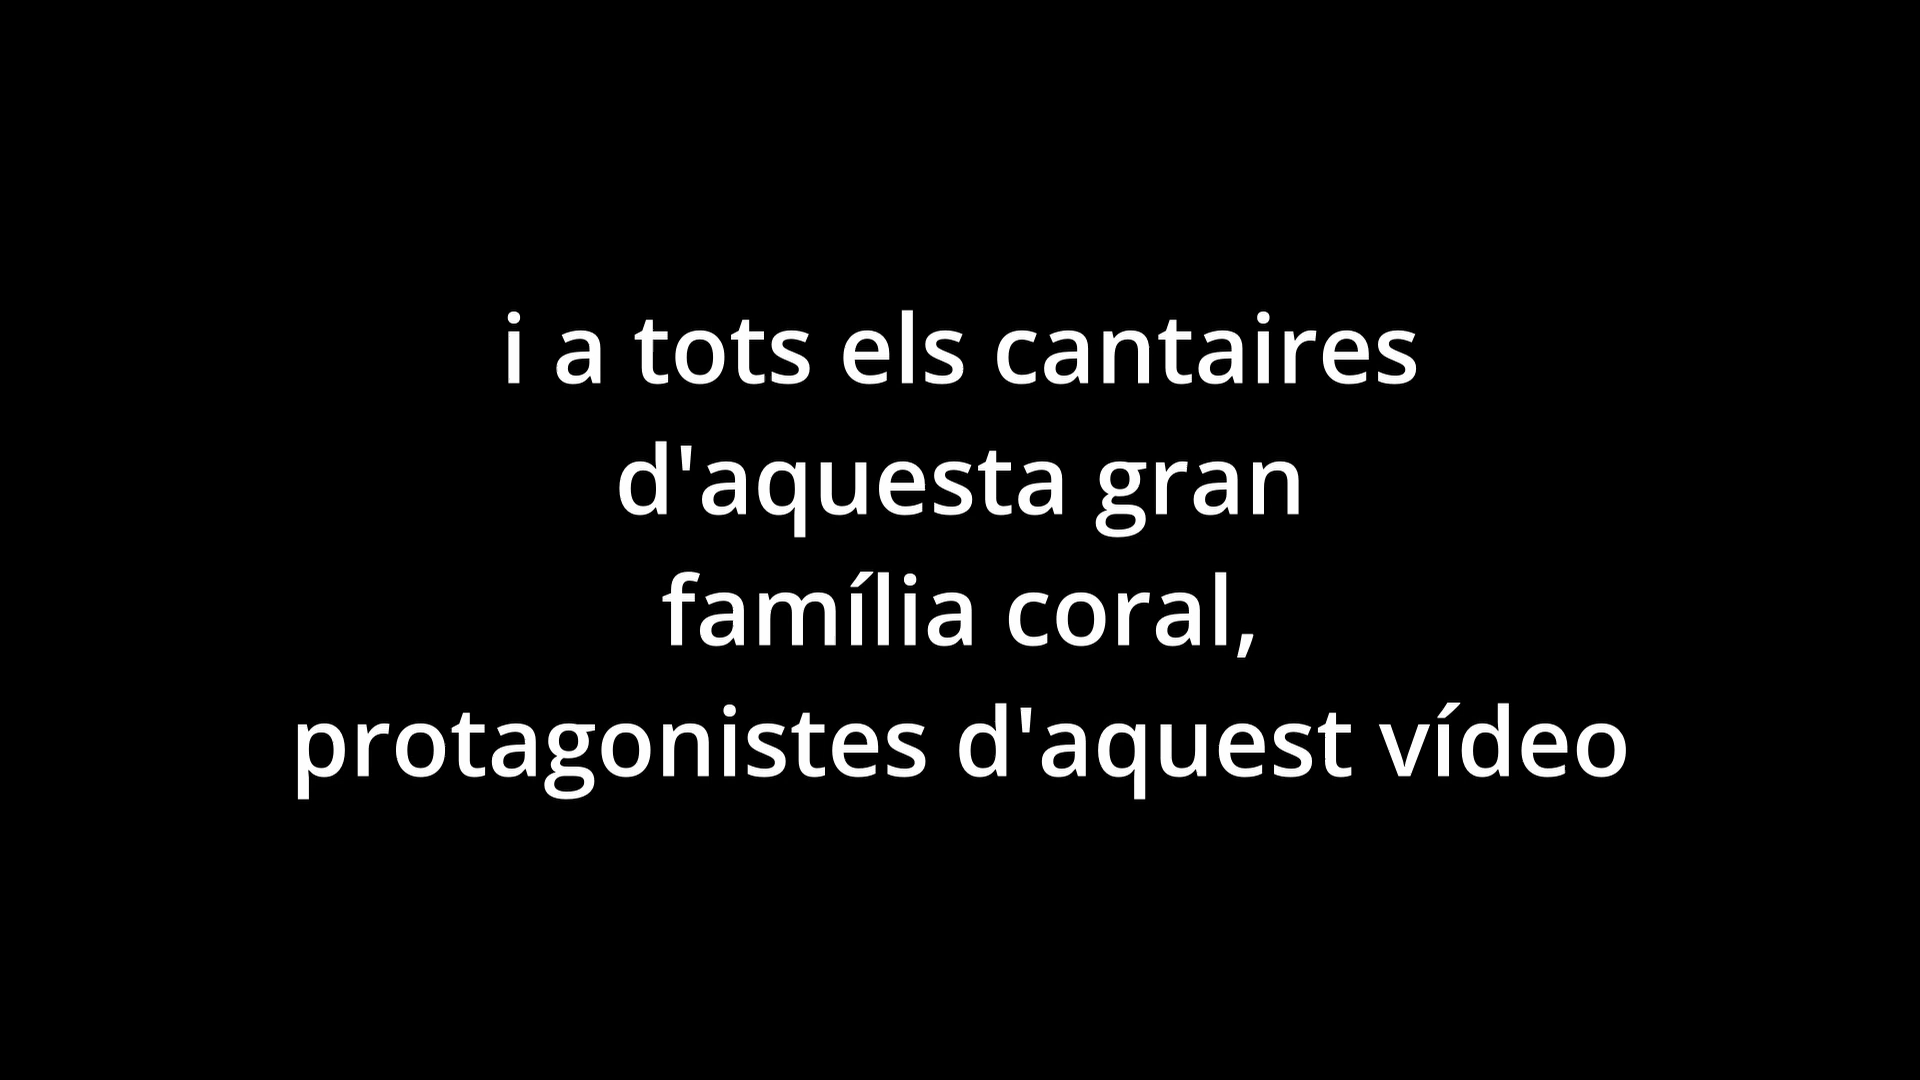 i a tots els cantaires
d'aquesta gran
família coral,
protagonistes d'aquest vídeo